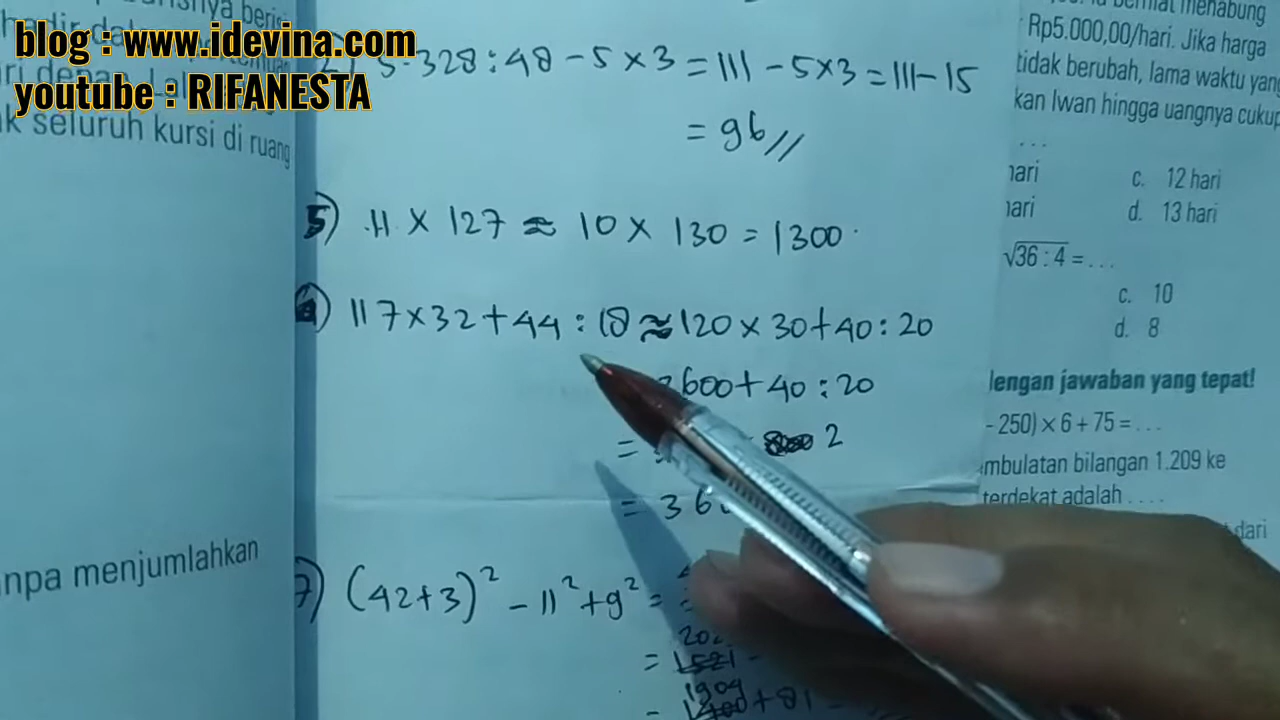 blog : www.idevina.com
youtube : RIFANESTA
seluruh kursi di ruang
npa menjumlahkan
328 : 48 - 5 × 3 = 111 - 5 × 3 = 111 - 15
= 96 //
5) 11 × 127 ≈ 10 × 130 = 1300
117 × 32 + 44 : 18 ≈ 120 × 30 + 40 : 20
600 + 40 : 20
= 2
= 36
7) (42+3)² - 11² + 9² =
= 1521 -
1909
- 1400 + 81
menabung
Rp5.000,00/hari. Jika harga
tidak berubah, lama waktu yang
kan Iwan hingga uangnya cukup
. . .
hari c. 12 hari
hari d. 13 hari
√36 : 4 = . . .
c. 10
d. 8
dengan jawaban yang tepat!
- 250) × 6 + 75 = . . .
mbulatan bilangan 1.209 ke
terdekat adalah . . . .
dari